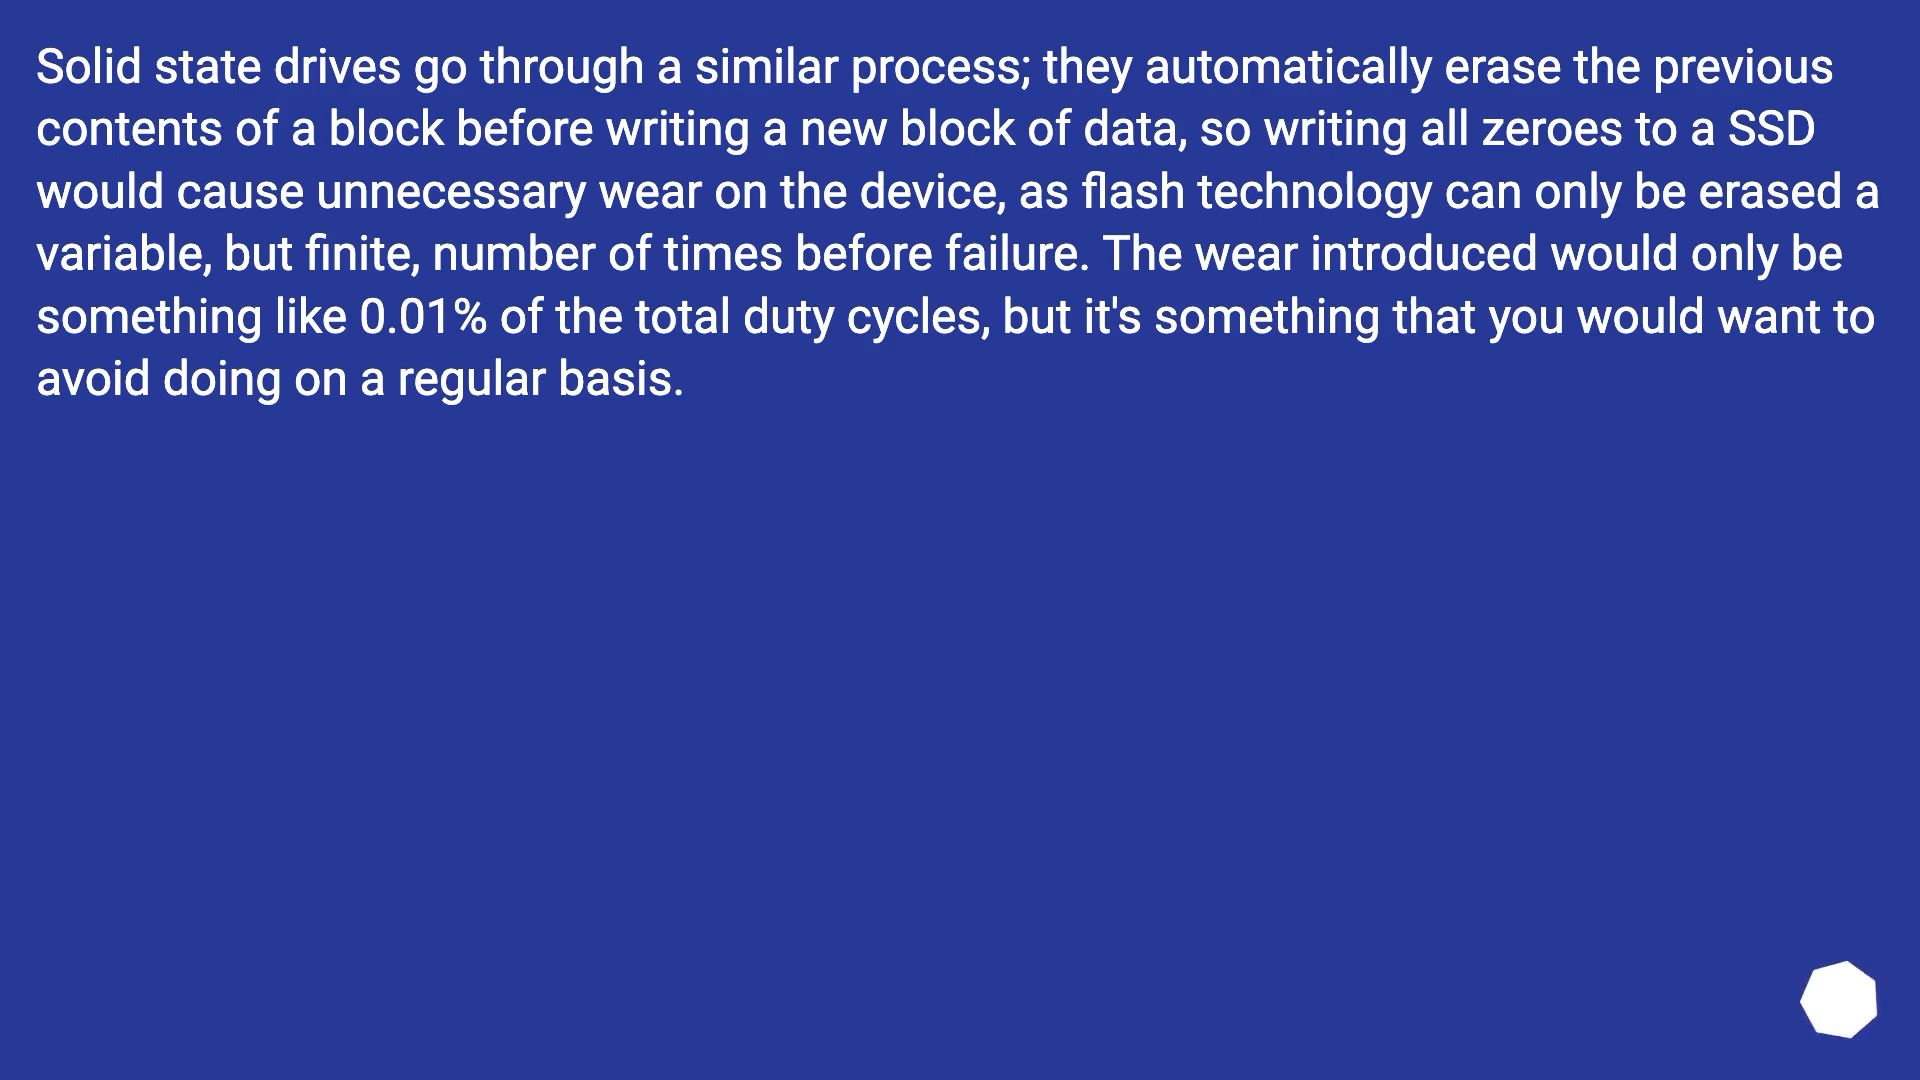 Solid state drives go through a similar process; they automatically erase the previous
contents of a block before writing a new block of data, so writing all zeroes to a SSD
would cause unnecessary wear on the device, as flash technology can only be erased a
variable, but finite, number of times before failure. The wear introduced would only be
something like 0.01% of the total duty cycles, but it's something that you would want to
avoid doing on a regular basis.